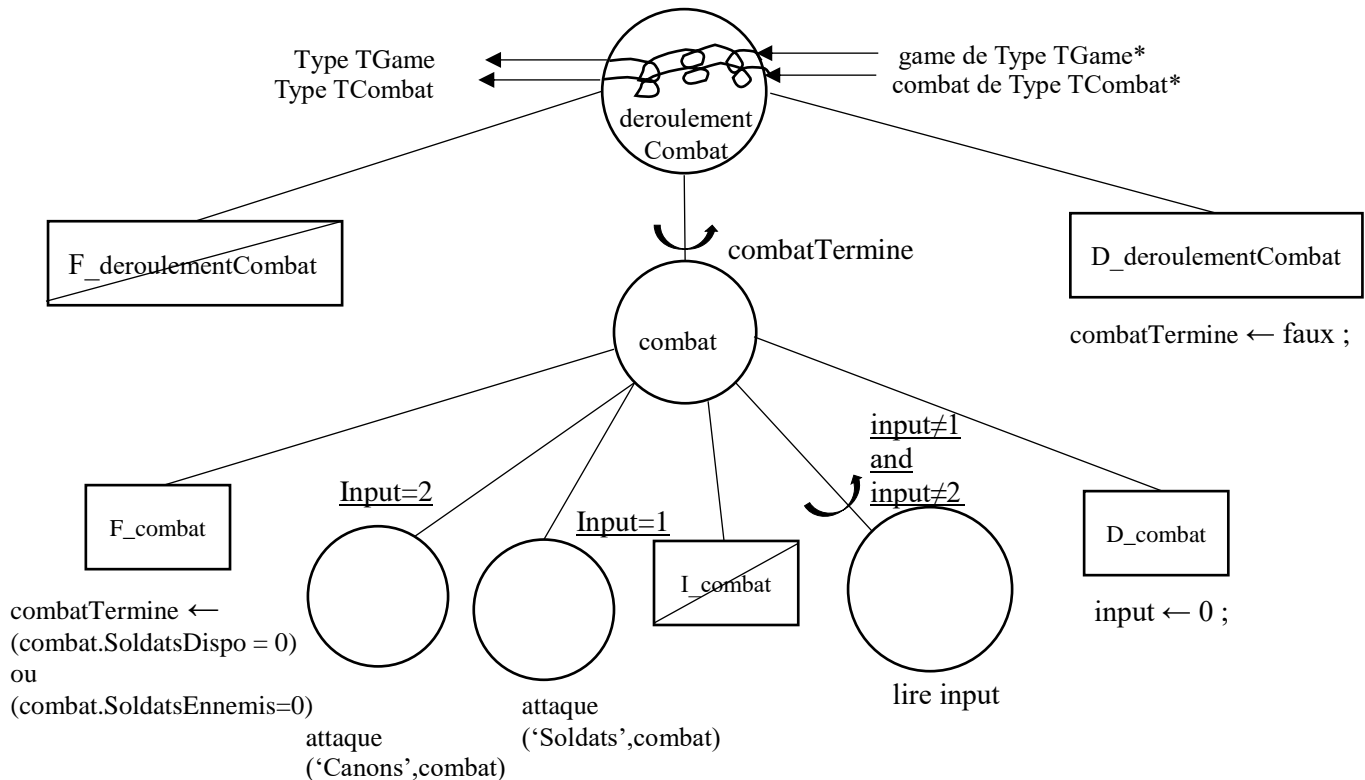 Type TGame
Type TCombat
game de Type TGame*
combat de Type TCombat*
deroulement
Combat
F_deroulementCombat
combatTermine
D_deroulementCombat
combatTermine ← faux ;
combat
input≠1
and
input≠2
Input=2
Input=1
F_combat
I_combat
D_combat
combatTermine ←
(combat.SoldatsDispo = 0)
ou
(combat.SoldatsEnnemis=0)
input ← 0 ;
lire input
attaque
(‘Soldats’,combat)
attaque
(‘Canons’,combat)